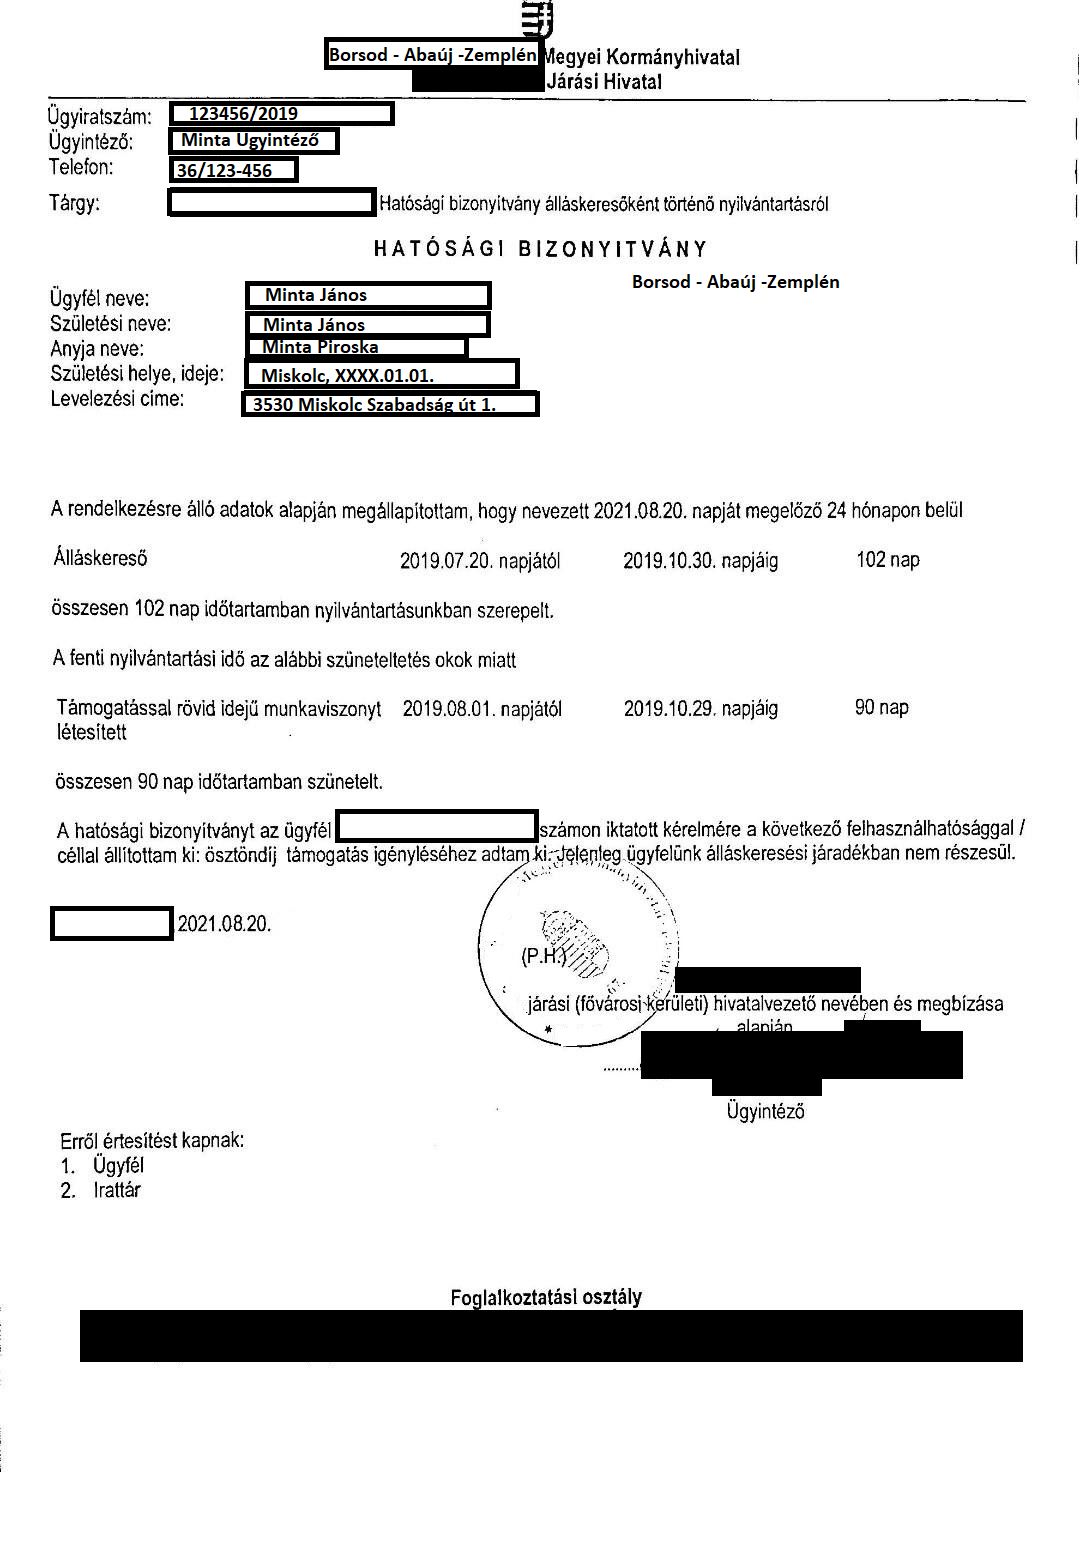 Borsod - Abaúj -Zemplén Megyei Kormányhivatal
Járási Hivatal
Ügyiratszám: 123456/2019
Ügyintéző: Minta Ugyintéző
Telefon: 36/123-456
Tárgy: Hatósági bizonyítvány álláskeresőként történő nyilvántartásról
HATÓSÁGI BIZONYITVÁNY
Borsod - Abaúj -Zemplén
Ügyfél neve: Minta János
Születési neve: Minta János
Anyja neve: Minta Piroska
Születési helye, ideje: Miskolc, XXXX.01.01.
Levelezési címe: 3530 Miskolc Szabadság út 1.
A rendelkezésre álló adatok alapján megállapítottam, hogy nevezett 2021.08.20. napját megelőző 24 hónapon belül
Álláskereső 2019.07.20. napjától 2019.10.30. napjáig 102 nap
összesen 102 nap időtartamban nyilvántartásunkban szerepelt.
A fenti nyilvántartási idő az alábbi szüneteltetés okok miatt
Támogatással rövid idejű munkaviszonyt 2019.08.01. napjától 2019.10.29. napjáig 90 nap
létesített
összesen 90 nap időtartamban szünetelt.
A hatósági bizonyítványt az ügyfél számon iktatott kérelmére a következő felhasználhatósággal /
céllal állítottam ki: ösztöndíj támogatás igényléséhez adtam ki. Jelenleg ügyfelünk álláskeresési járadékban nem részesül.
2021.08.20.
(P.H.)
járási (fővárosi kerületi) hivatalvezető nevében és megbízása
alapján
Ügyintéző
Erről értesítést kapnak:
1. Ügyfél
2. Irattár
Foglalkoztatási osztály